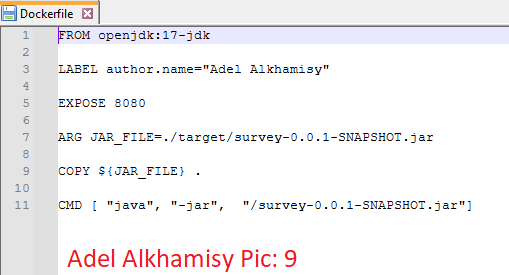 Dockerfile
1 FROM openjdk:17-jdk
2
3 LABEL author.name="Adel Alkhamisy"
4
5 EXPOSE 8080
6
7 ARG JAR_FILE=./target/survey-0.0.1-SNAPSHOT.jar
8
9 COPY ${JAR_FILE} .
10
11 CMD [ "java", "-jar",  "/survey-0.0.1-SNAPSHOT.jar"]
Adel Alkhamisy Pic: 9